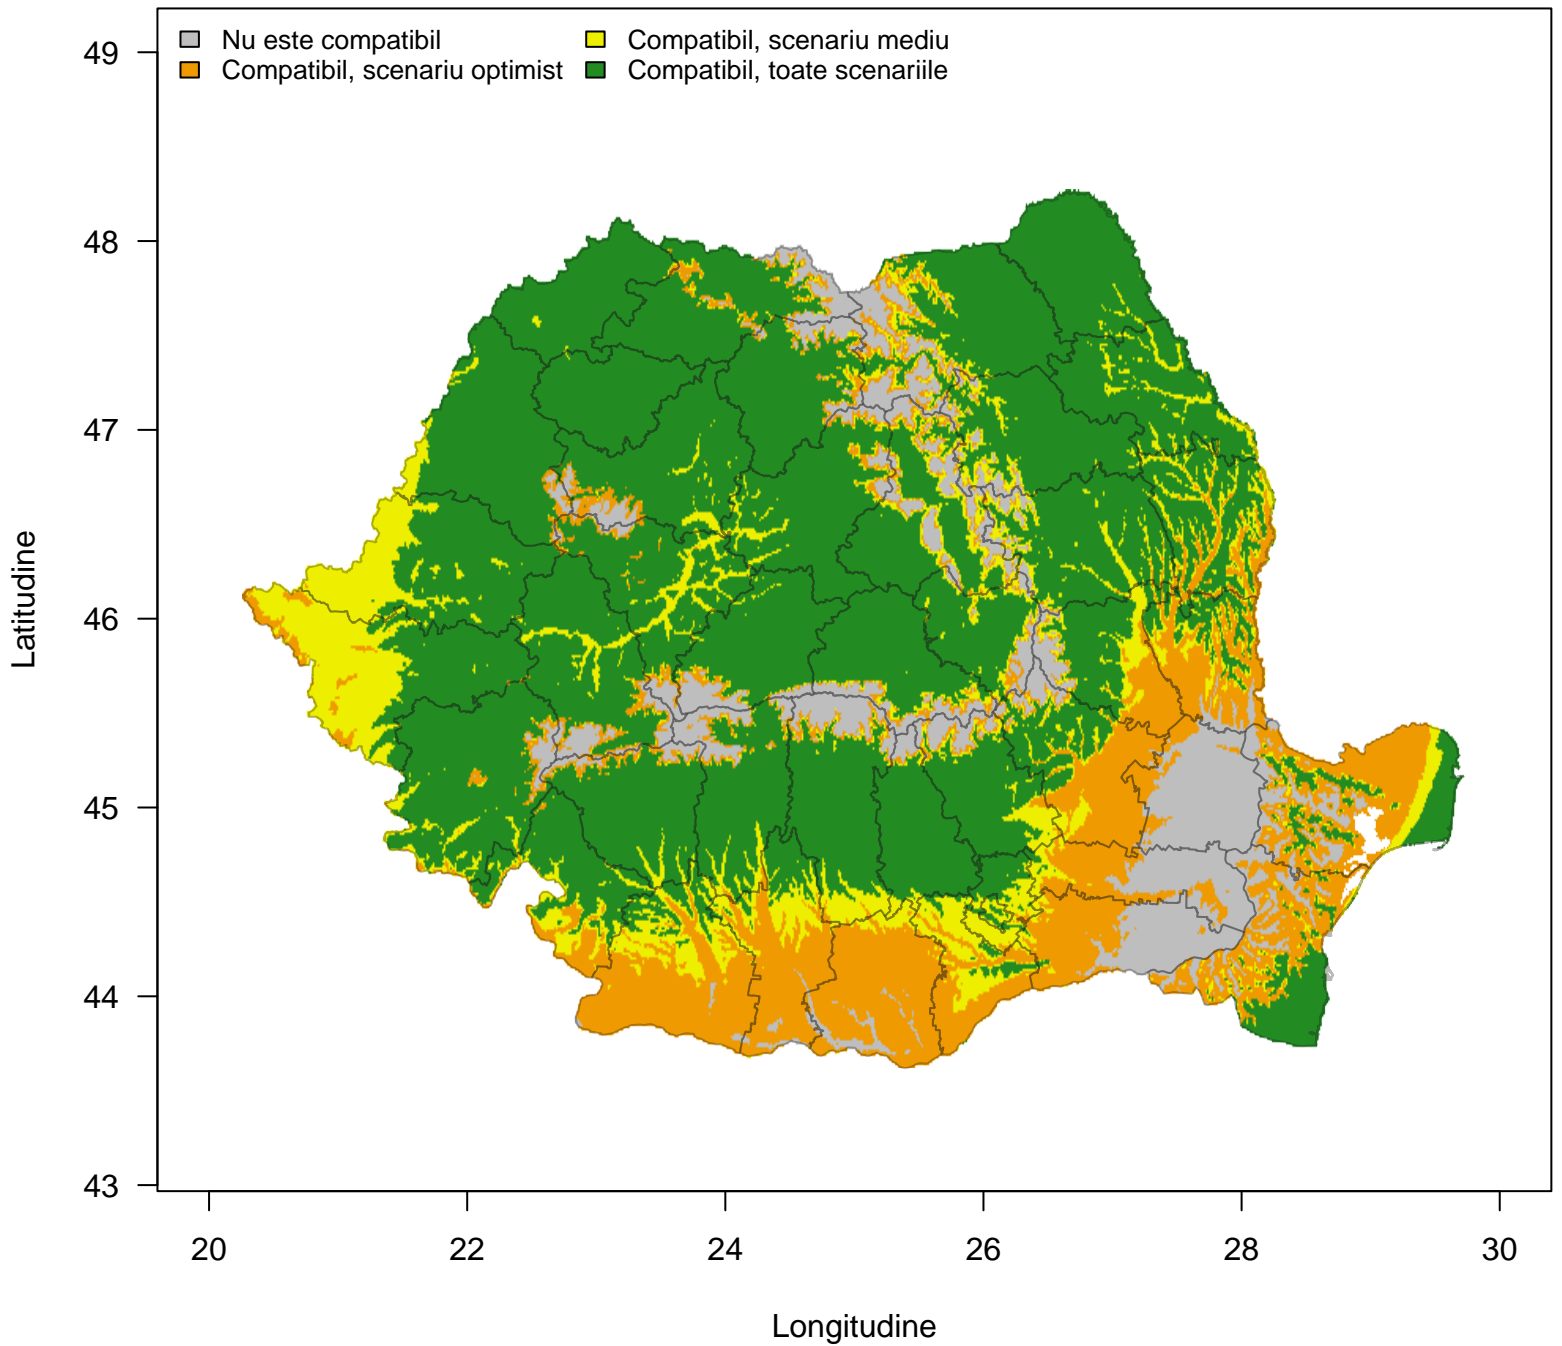 Nu este compatibil
Compatibil, scenariu optimist
Compatibil, scenariu mediu
Compatibil, toate scenariile
49
48
47
46
45
44
43
Latitudine
20 22 24 26 28 30
Longitudine